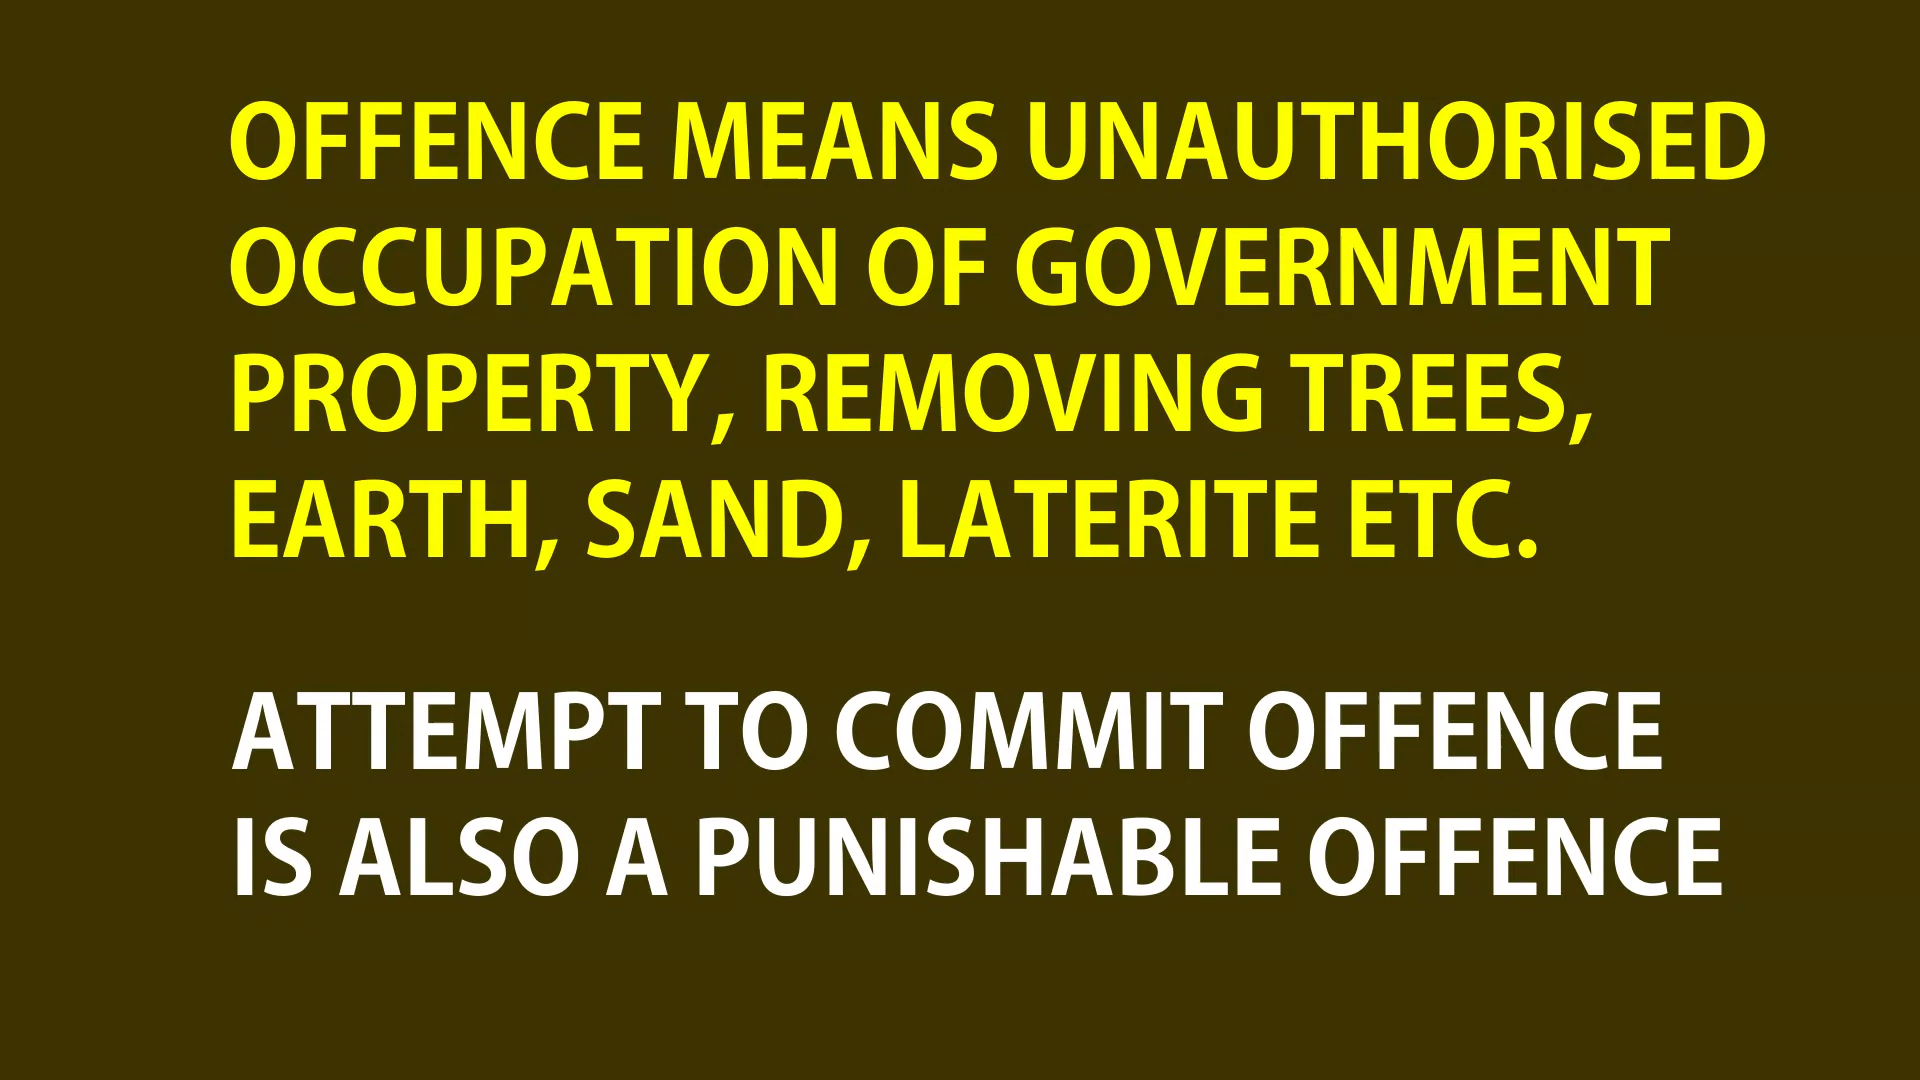 OFFENCE MEANS UNAUTHORISED
OCCUPATION OF GOVERNMENT
PROPERTY, REMOVING TREES,
EARTH, SAND, LATERITE ETC.
ATTEMPT TO COMMIT OFFENCE
IS ALSO A PUNISHABLE OFFENCE